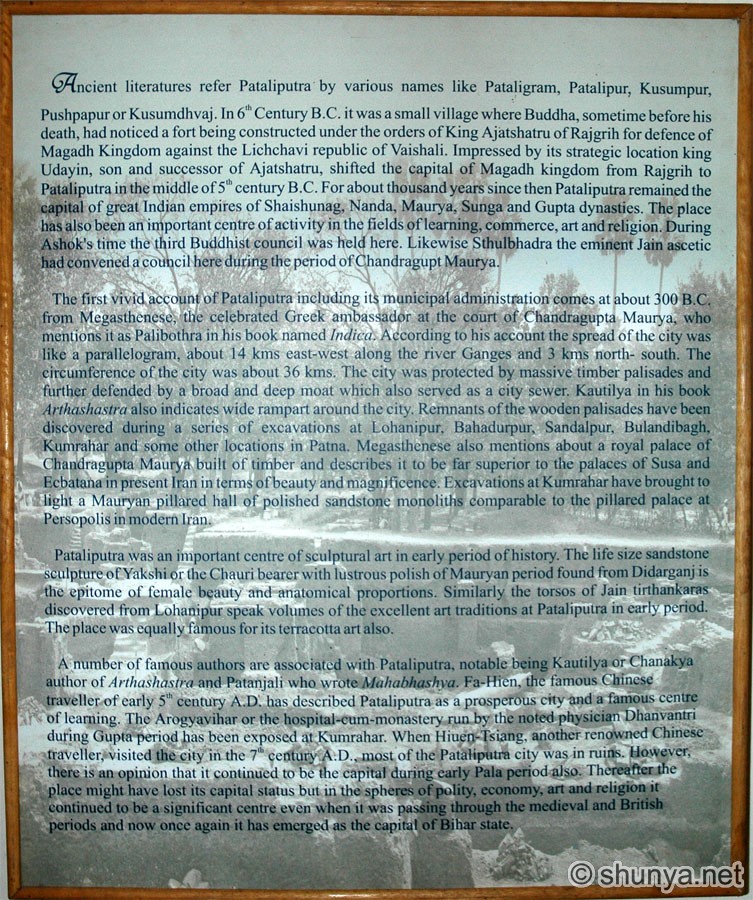 Ancient literatures refer Pataliputra by various names like Pataligram, Patalipur, Kusumpur,
Pushpapur or Kusumdhvaj. In 6th Century B.C. it was a small village where Buddha, sometime before his
death, had noticed a fort being constructed under the orders of King Ajatshatru of Rajgrih for defence of
Magadh Kingdom against the Lichchavi republic of Vaishali. Impressed by its strategic location king
Udayin, son and successor of Ajatshatru, shifted the capital of Magadh kingdom from Rajgrih to
Pataliputra in the middle of 5th century B.C. For about thousand years since then Pataliputra remained the
capital of great Indian empires of Shaishunag, Nanda, Maurya, Sunga and Gupta dynasties. The place
has also been an important centre of activity in the fields of learning, commerce, art and religion. During
Ashok's time the third Buddhist council was held here. Likewise Sthulbhadra the eminent Jain ascetic
had convened a council here during the period of Chandragupt Maurya.
The first vivid account of Pataliputra including its municipal administration comes at about 300 B.C.
from Megasthenese, the celebrated Greek ambassador at the court of Chandragupta Maurya, who
mentions it as Palibothra in his book named Indica. According to his account the spread of the city was
like a parallelogram, about 14 kms east-west along the river Ganges and 3 kms north- south. The
circumference of the city was about 36 kms. The city was protected by massive timber palisades and
further defended by a broad and deep moat which also served as a city sewer. Kautilya in his book
Arthashastra also indicates wide rampart around the city. Remnants of the wooden palisades have been
discovered during a series of excavations at Lohanipur, Bahadurpur, Sandalpur, Bulandibagh,
Kumrahar and some other locations in Patna. Megasthenese also mentions about a royal palace of
Chandragupta Maurya built of timber and describes it to be far superior to the palaces of Susa and
Ecbatana in present Iran in terms of beauty and magnificence. Excavations at Kumrahar have brought to
light a Mauryan pillared hall of polished sandstone monoliths comparable to the pillared palace at
Persopolis in modern Iran.
Pataliputra was an important centre of sculptural art in early period of history. The life size sandstone
sculpture of Yakshi or the Chauri bearer with lustrous polish of Mauryan period found from Didarganj is
the epitome of female beauty and anatomical proportions. Similarly the torsos of Jain tirthankaras
discovered from Lohanipur speak volumes of the excellent art traditions at Pataliputra in early period.
The place was equally famous for its terracotta art also.
A number of famous authors are associated with Pataliputra, notable being Kautilya or Chanakya
author of Arthashastra and Patanjali who wrote Mahabhashya. Fa-Hien, the famous Chinese
traveller of early 5th century A.D. has described Pataliputra as a prosperous city and a famous centre
of learning. The Arogyavihar or the hospital-cum-monastery run by the noted physician Dhanvantri
during Gupta period has been exposed at Kumrahar. When Hiuen-Tsiang, another renowned Chinese
traveller, visited the city in the 7th century A.D., most of the Pataliputra city was in ruins. However,
there is an opinion that it continued to be the capital during early Pala period also. Thereafter the
place might have lost its capital status but in the spheres of polity, economy, art and religion it
continued to be a significant centre even when it was passing through the medieval and British
periods and now once again it has emerged as the capital of Bihar state.
© shunya.net